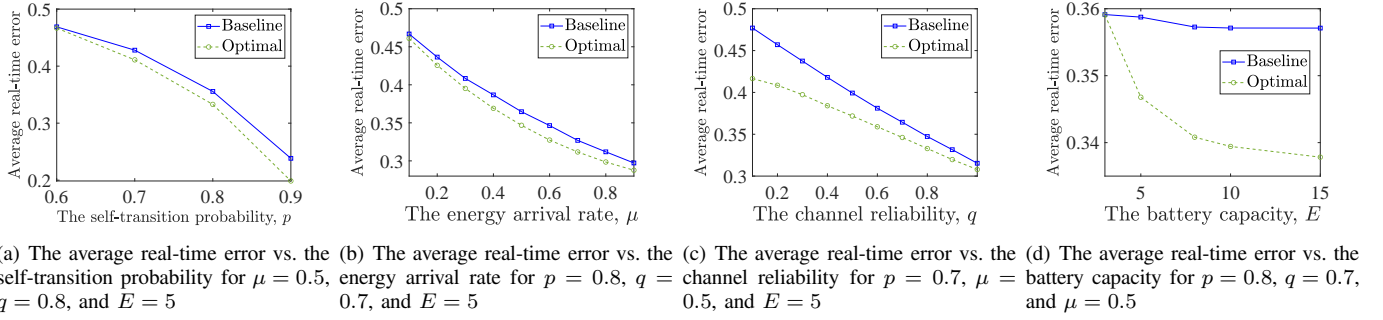 Average real-time error
0.5
0.4
0.3
0.2
0.6
0.7
0.8
0.9
The self-transition probability, p
Baseline
Optimal
Average real-time error
0.5
0.45
0.4
0.35
0.3
0.2
0.4
0.6
0.8
The energy arrival rate, μ
Baseline
Optimal
Average real-time error
0.5
0.45
0.4
0.35
0.3
0.2
0.4
0.6
0.8
1
The channel reliability, q
Baseline
Optimal
Average real-time error
0.36
0.35
0.34
5
10
15
The battery capacity, E
Baseline
Optimal
(a) The average real-time error vs. the
self-transition probability for μ = 0.5,
q = 0.8, and E = 5
(b) The average real-time error vs. the
energy arrival rate for p = 0.8, q =
0.7, and E = 5
(c) The average real-time error vs. the
channel reliability for p = 0.7, μ =
0.5, and E = 5
(d) The average real-time error vs. the
battery capacity for p = 0.8, q = 0.7,
and μ = 0.5